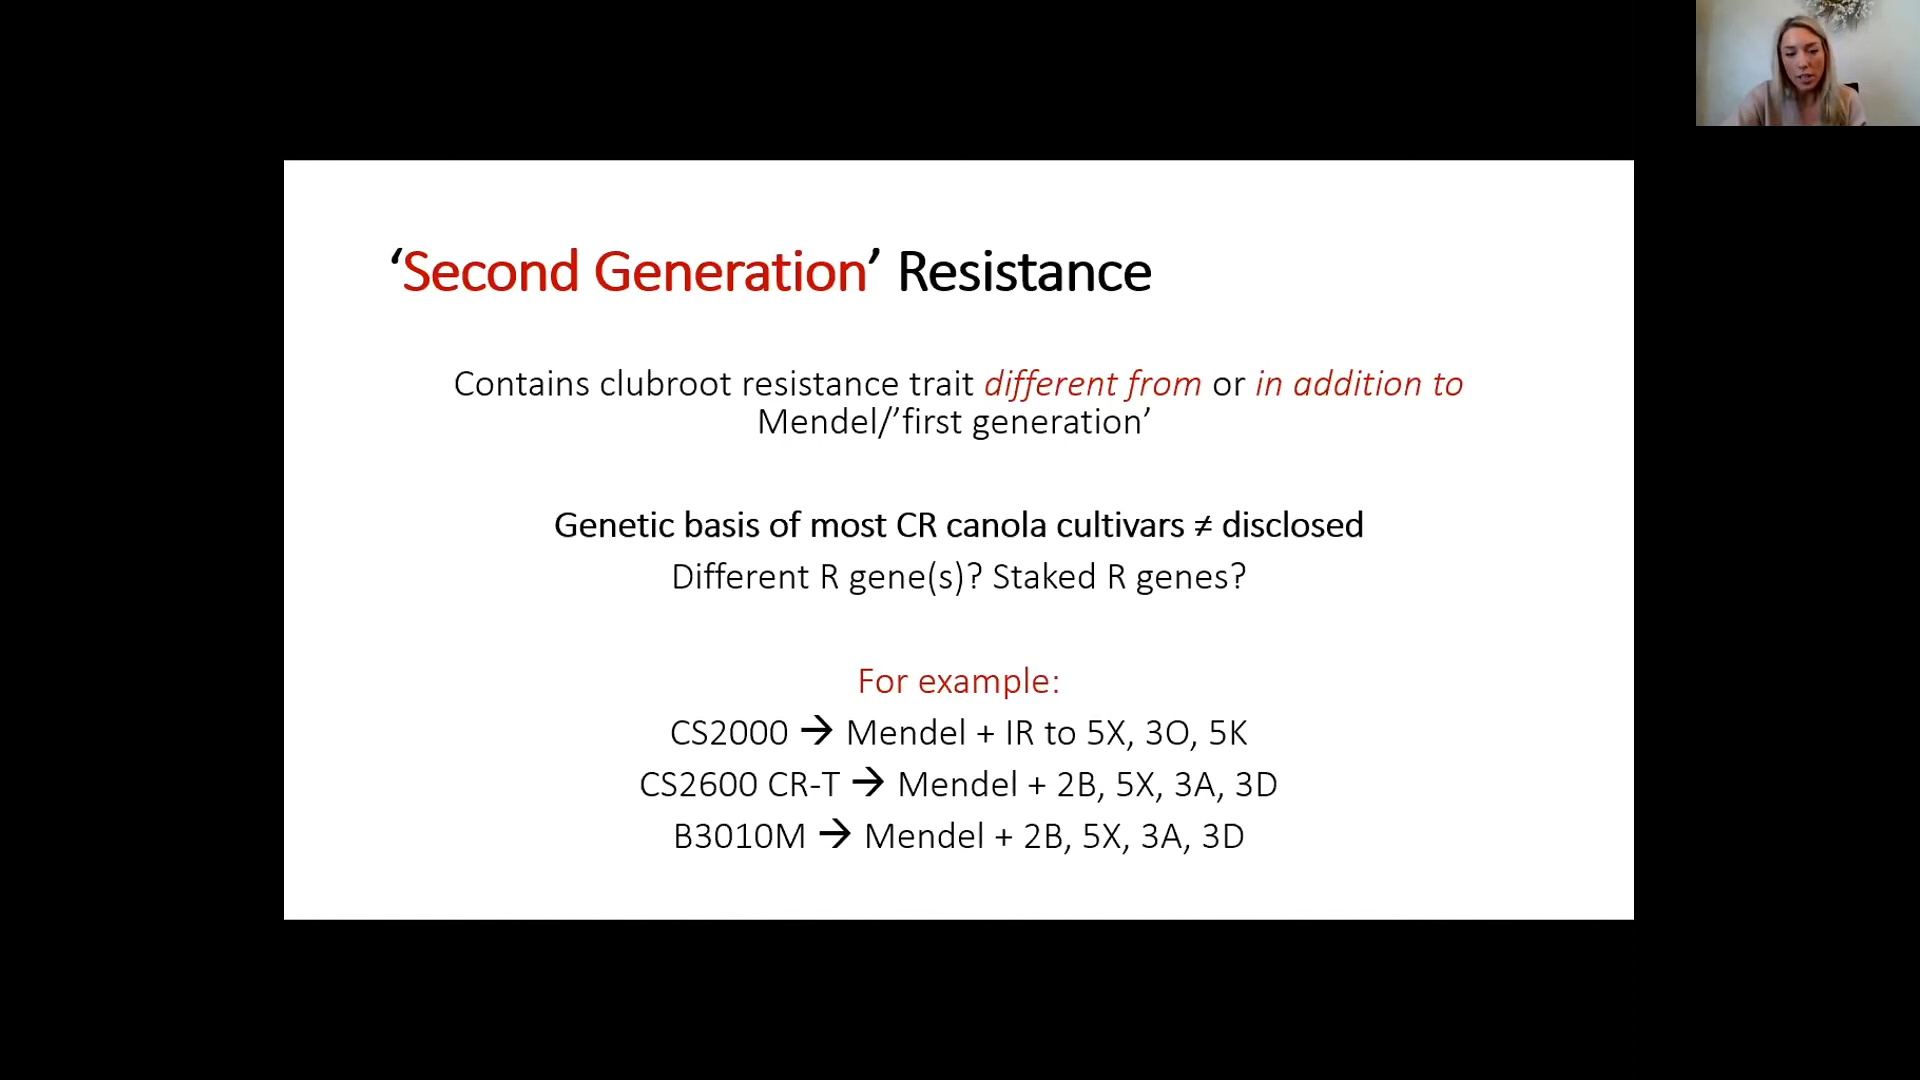 ‘Second Generation’ Resistance
Contains clubroot resistance trait different from or in addition to
Mendel/’first generation’
Genetic basis of most CR canola cultivars ≠ disclosed
Different R gene(s)? Staked R genes?
For example:
CS2000 → Mendel + IR to 5X, 3O, 5K
CS2600 CR-T → Mendel + 2B, 5X, 3A, 3D
B3010M → Mendel + 2B, 5X, 3A, 3D